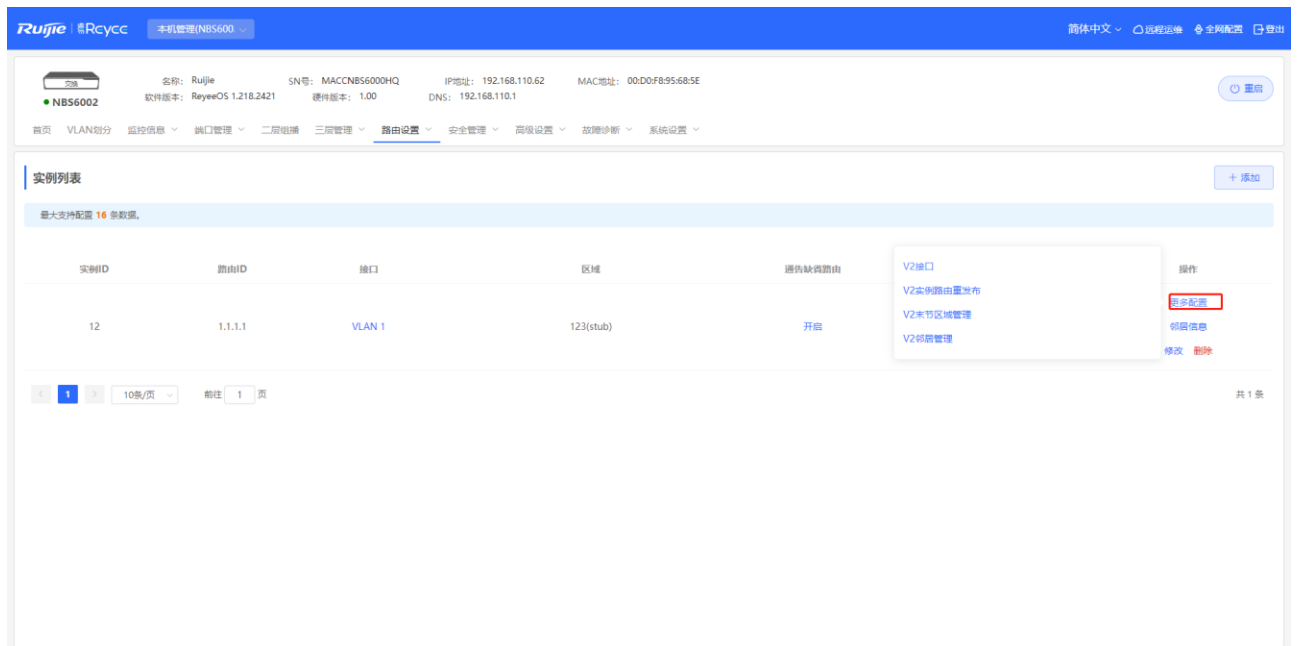 Ruijie | 睿Rcycc 本机管理(NBS600. 简体中文 远程运维 全网配置 登出
交换 名称: Ruijie SN号: MACCNBS6000HQ IP地址: 192.168.110.62 MAC地址: 00:D0:F8:95:68:5E 重启
NBS6002 软件版本: ReyeeOS 1.218.2421 硬件版本: 1.00 DNS: 192.168.110.1
首页 VLAN划分 监控信息 端口管理 二层组播 三层管理 路由设置 安全管理 高级设置 故障诊断 系统设置
实例列表 + 添加
最大支持配置 16 条数据。
实例ID 路由ID 接口 区域 通告缺省路由 操作
V2接口
V2实例路由重发布
V2末节区域管理
V2邻居管理
更多配置
12 1.1.1.1 VLAN 1 123(stub) 开启 邻居信息
修改 删除
< 1 > 10条/页 前往 1 页 共 1 条